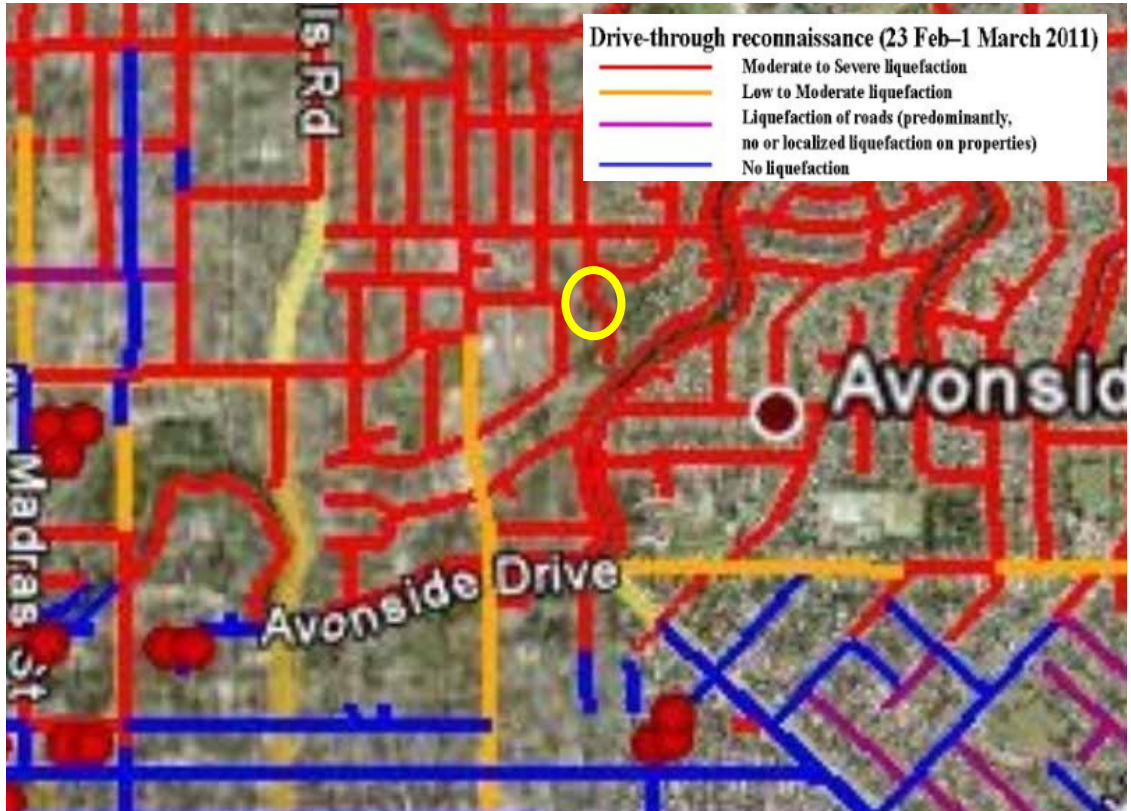 ls Rd
Drive-through reconnaissance (23 Feb–1 March 2011)
Moderate to Severe liquefaction
Low to Moderate liquefaction
Liquefaction of roads (predominantly,
no or localized liquefaction on properties)
No liquefaction
Avonsid
Madras St
Avonside Drive